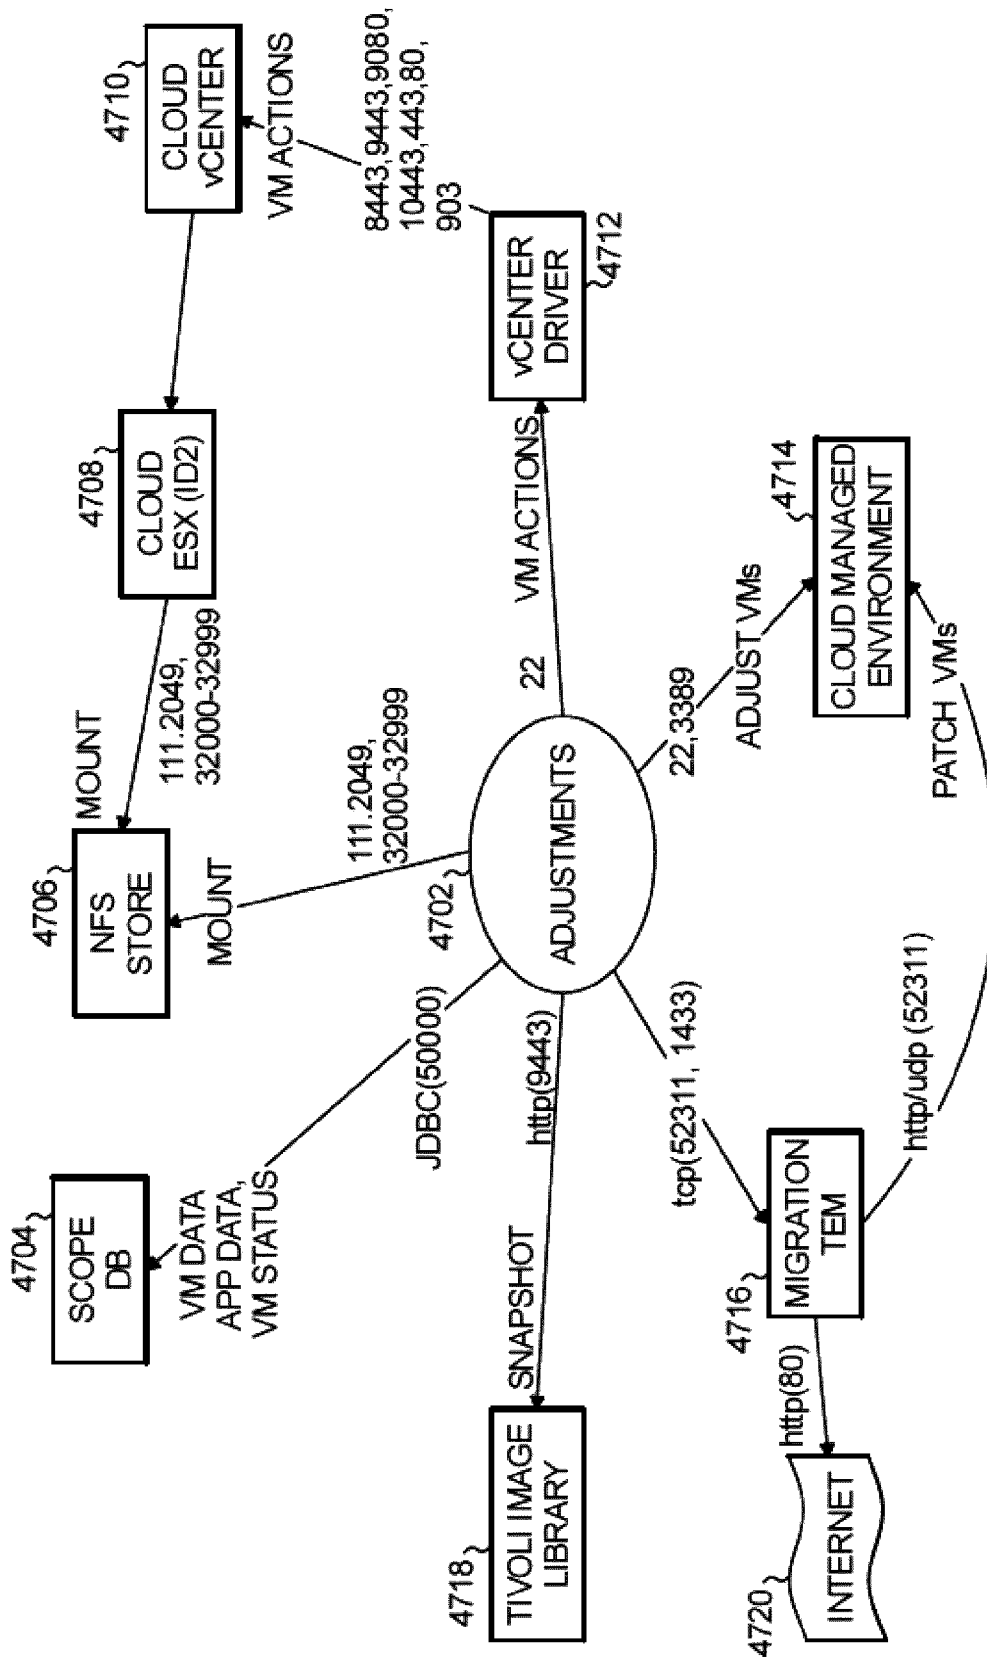 4704
SCOPE
DB
VM DATA
APP DATA,
VM STATUS
JDBC(50000)
4706
NFS
STORE
MOUNT
MOUNT
111.2049,
32000-32999
111.2049,
32000-32999
4708
CLOUD
ESX (ID2)
4710
CLOUD
vCENTER
VM ACTIONS
8443,9443,9080,
10443,443,80,
903
4718
TIVOLI IMAGE
LIBRARY
SNAPSHOT
http(9443)
4702
ADJUSTMENTS
22
VM ACTIONS
vCENTER
DRIVER
4712
4720
INTERNET
http(80)
4716
MIGRATION
TEM
tcp(52311, 1433)
http/udp (52311)
22,3389
ADJUST VMs
4714
CLOUD MANAGED
ENVIRONMENT
PATCH VMs